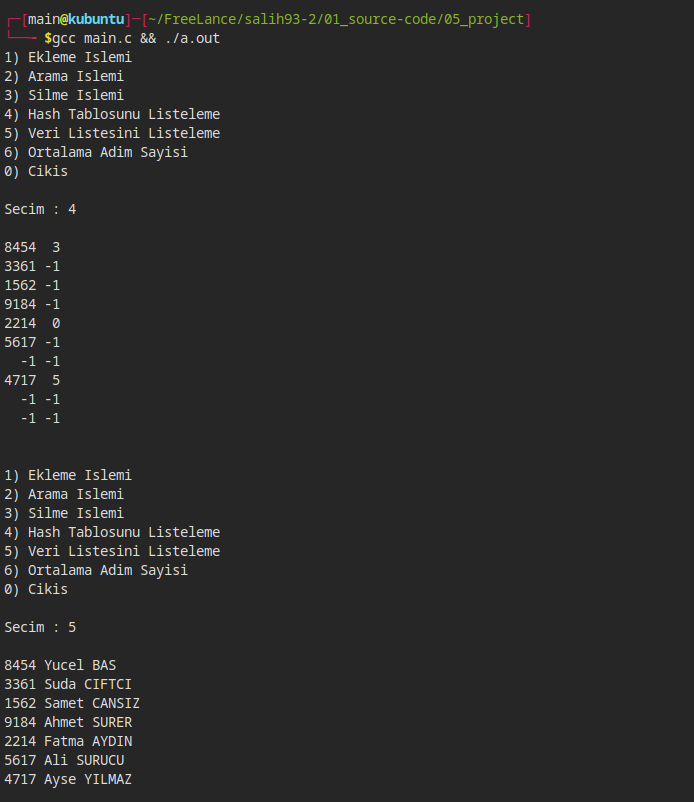 ┌─[main@kubuntu]─[~/FreeLance/salih93-2/01_source-code/05_project]
└──╼ $gcc main.c && ./a.out
1) Ekleme Islemi
2) Arama Islemi
3) Silme Islemi
4) Hash Tablosunu Listeleme
5) Veri Listesini Listeleme
6) Ortalama Adim Sayisi
0) Cikis

Secim : 4

8454  3
3361 -1
1562 -1
9184 -1
2214  0
5617 -1
  -1 -1
4717  5
  -1 -1
  -1 -1


1) Ekleme Islemi
2) Arama Islemi
3) Silme Islemi
4) Hash Tablosunu Listeleme
5) Veri Listesini Listeleme
6) Ortalama Adim Sayisi
0) Cikis

Secim : 5

8454 Yucel BAS
3361 Suda CIFTCI
1562 Samet CANSIZ
9184 Ahmet SURER
2214 Fatma AYDIN
5617 Ali SURUCU
4717 Ayse YILMAZ